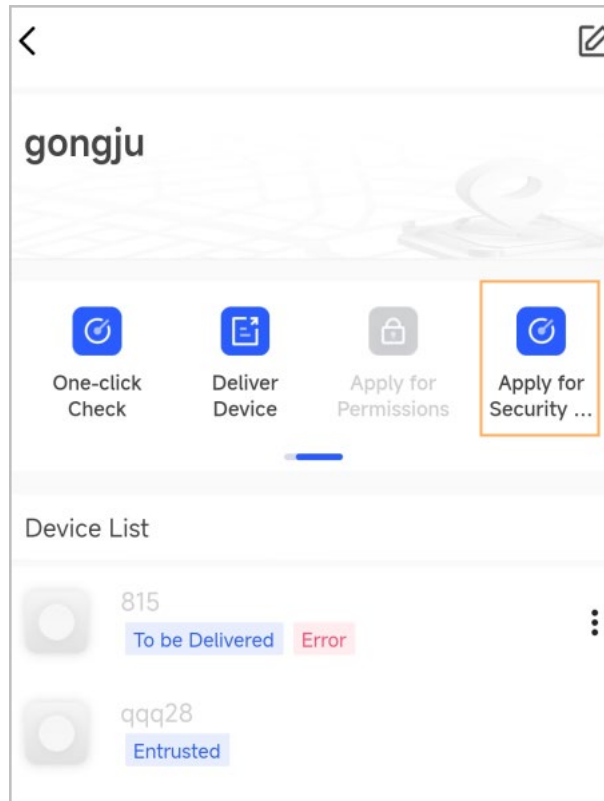 gongju
One-click
Check
Deliver
Device
Apply for
Permissions
Apply for
Security ...
Device List
815
To be Delivered
Error
qqq28
Entrusted